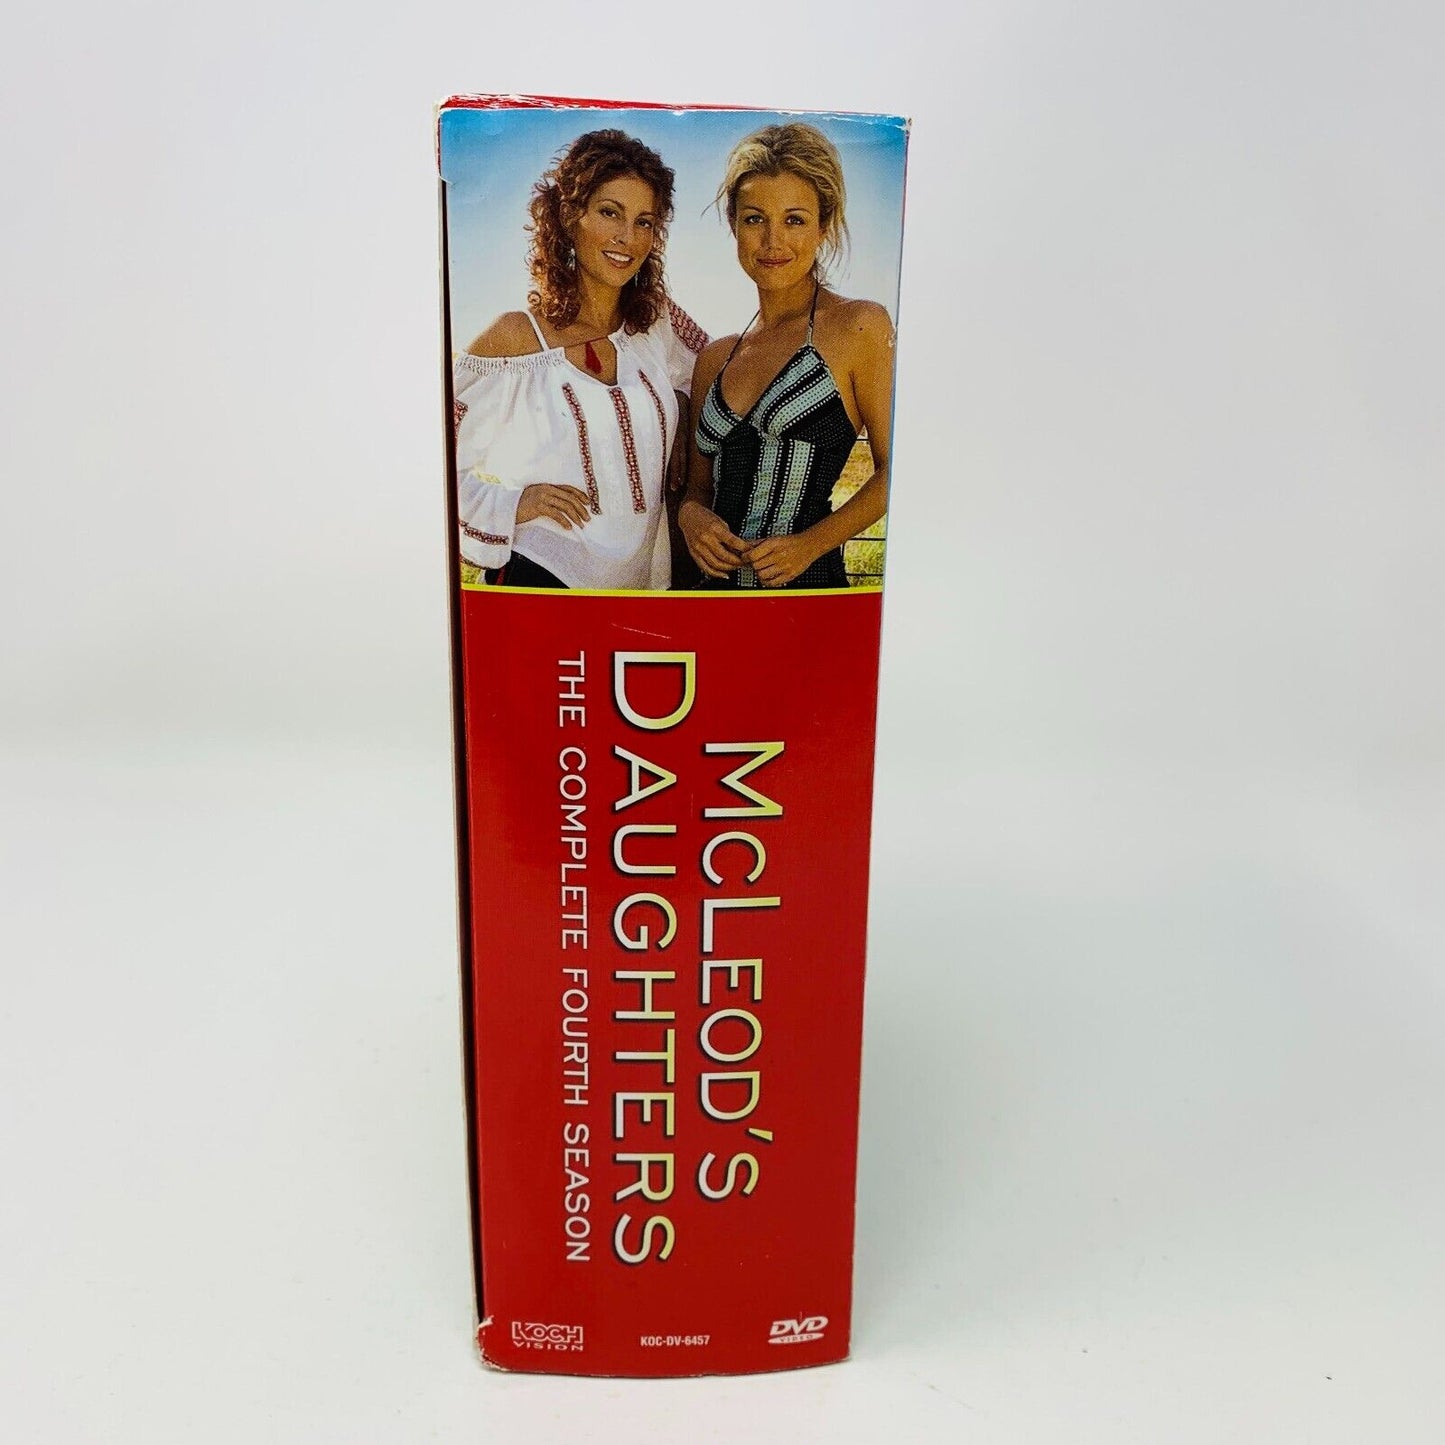 McLEOD'S
DAUGHTERS
THE COMPLETE FOURTH SEASON
KOCH
VISION
KOC-DV-6457
DVD
VIDEO